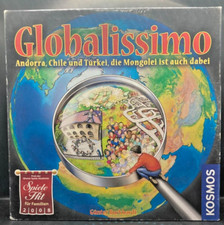 Globalissimo
Andorra, Chile und Türkei, die Mongolei ist auch dabei
Spiele
Hit
für Familien
2008
KOSMOS